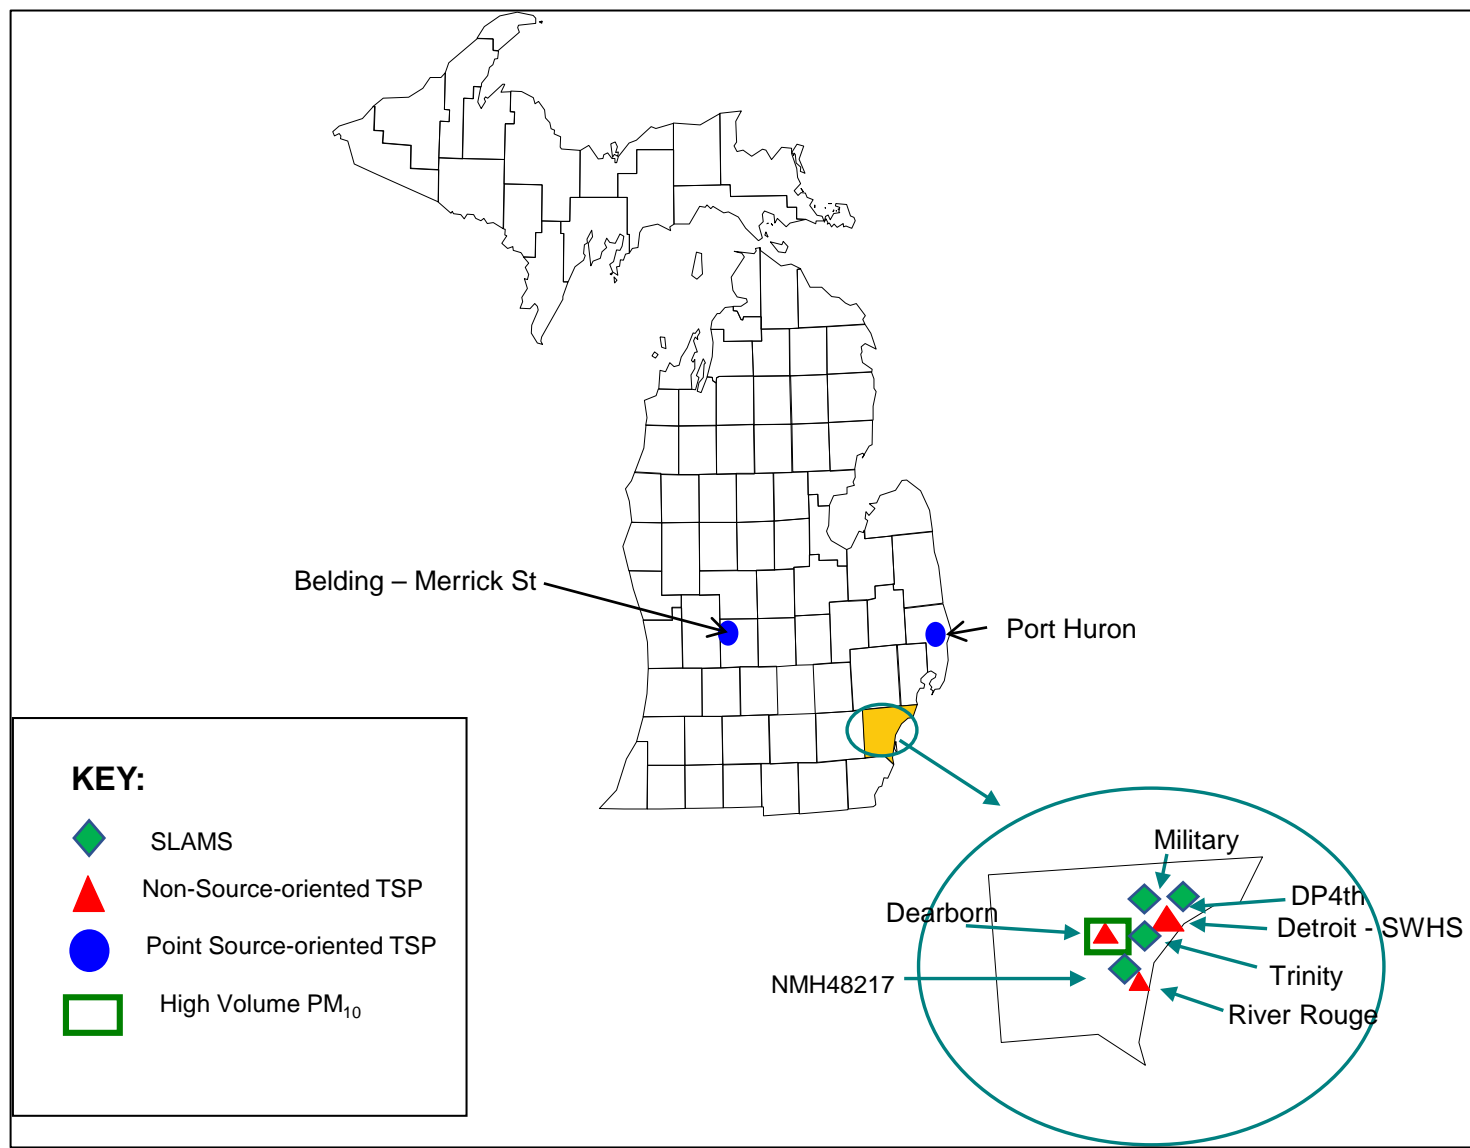 Belding – Merrick St
Port Huron
KEY:
SLAMS
Non-Source-oriented TSP
Point Source-oriented TSP
High Volume PM₁₀
Military
DP4th
Dearborn
Detroit - SWHS
Trinity
NMH48217
River Rouge